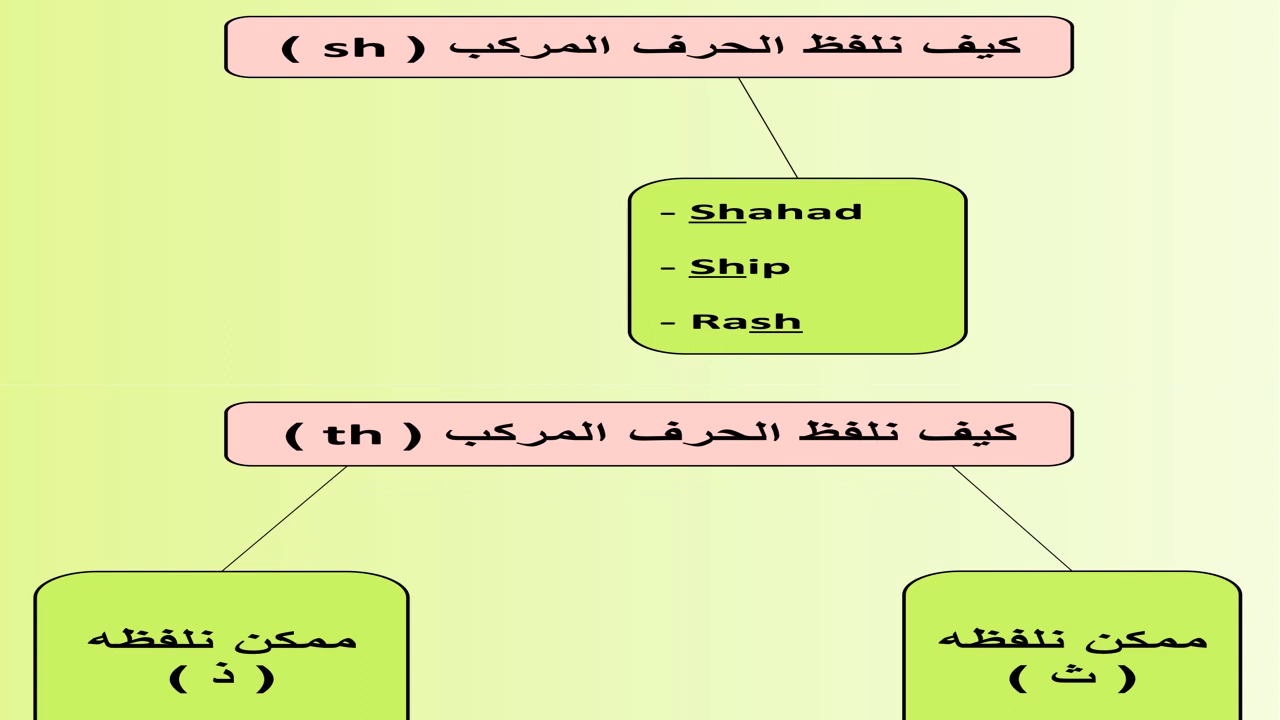 كيف نلفظ الحرف المركب ( sh )
- Shahad
- Ship
- Rash
كيف نلفظ الحرف المركب ( th )
ممكن نلفظه
( ث )
ممكن نلفظه
( ذ )